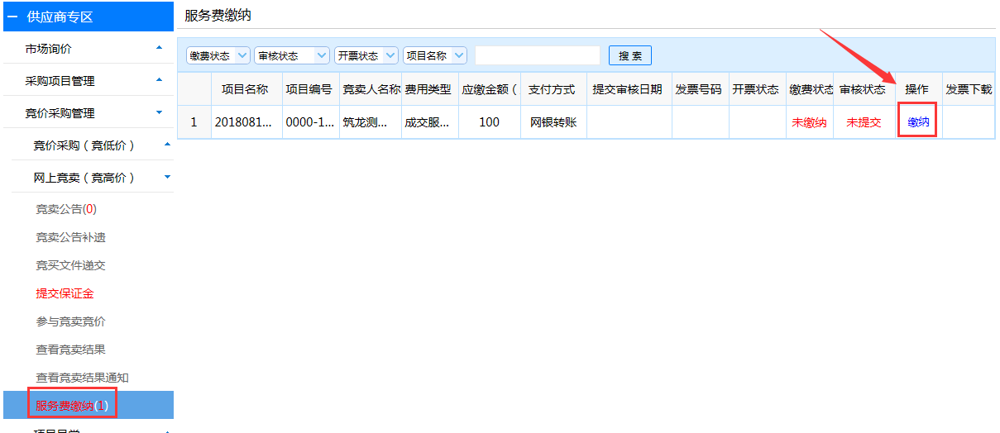 供应商专区
市场询价
采购项目管理
竞价采购管理
竞价采购（竞低价）
网上竞卖（竞高价）
竞卖公告(0)
竞卖公告补遗
竞买文件递交
提交保证金
参与竞卖竞价
查看竞卖结果
查看竞卖结果通知
服务费缴纳(1)
服务费缴纳
缴费状态 审核状态 开票状态 项目名称 搜 索
项目名称 项目编号 竞卖人名称 费用类型 应缴金额（ 支付方式 提交审核日期 发票号码 开票状态 缴费状态 审核状态 操作 发票下载
1 2018081... 0000-1... 筑龙测... 成交服... 100 网银转账 未缴纳 未提交 缴纳